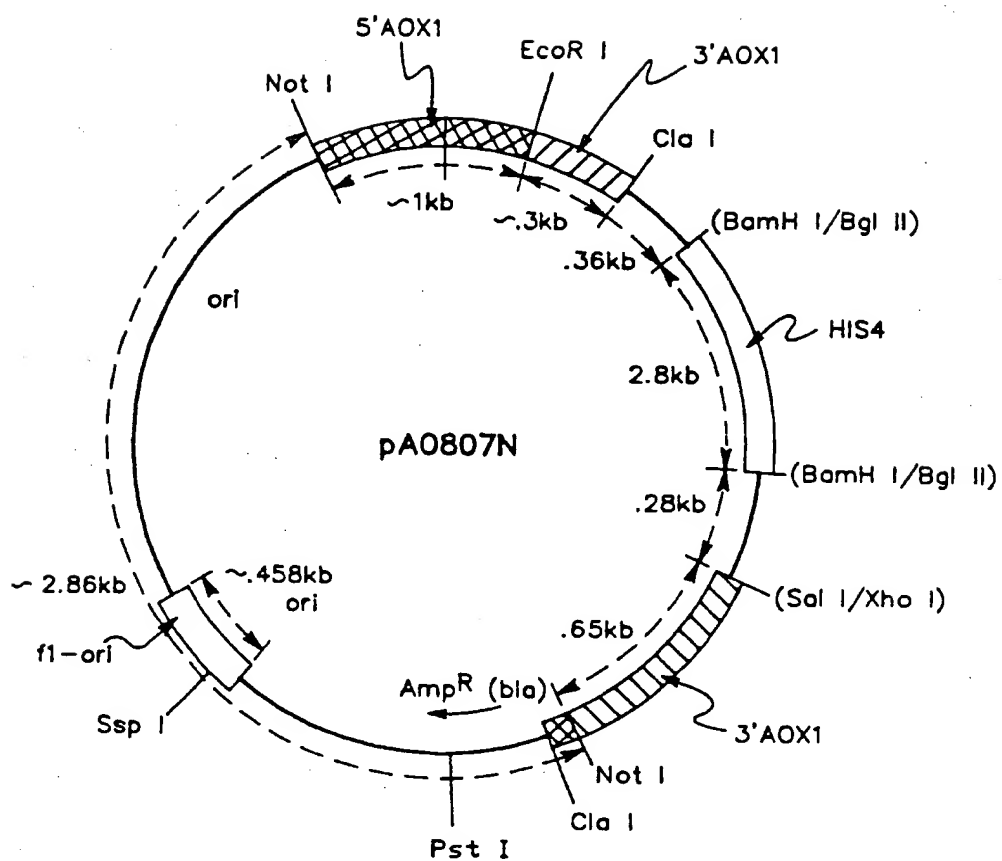 5'AOX1
EcoR I
3'AOX1
Not I
Cla I
~1kb
~.3kb
(BamH I/Bgl II)
.36kb
ori
HIS4
2.8kb
pAO807N
(BamH I/Bgl II)
.28kb
~ 2.86kb
~.458kb
ori
(Sal I/Xho I)
.65kb
f1-ori
AmpR (bla)
Ssp I
3'AOX1
Not I
Cla I
Pst I